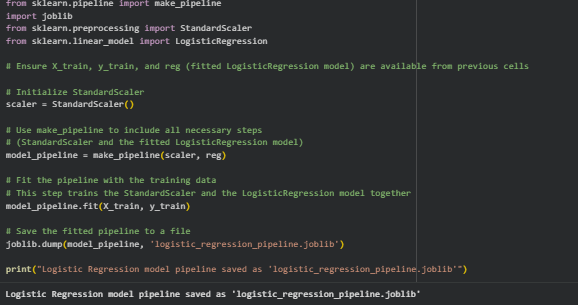 from sklearn.pipeline import make_pipeline
import joblib
from sklearn.preprocessing import StandardScaler
from sklearn.linear_model import LogisticRegression
# Ensure X_train, y_train, and reg (fitted LogisticRegression model) are available from previous cells
# Initialize StandardScaler
scaler = StandardScaler()
# Use make_pipeline to include all necessary steps
# (StandardScaler and the fitted LogisticRegression model)
model_pipeline = make_pipeline(scaler, reg)
# Fit the pipeline with the training data
# This step trains the StandardScaler and the LogisticRegression model together
model_pipeline.fit(X_train, y_train)
# Save the fitted pipeline to a file
joblib.dump(model_pipeline, 'logistic_regression_pipeline.joblib')
print("Logistic Regression model pipeline saved as 'logistic_regression_pipeline.joblib'")
Logistic Regression model pipeline saved as 'logistic_regression_pipeline.joblib'